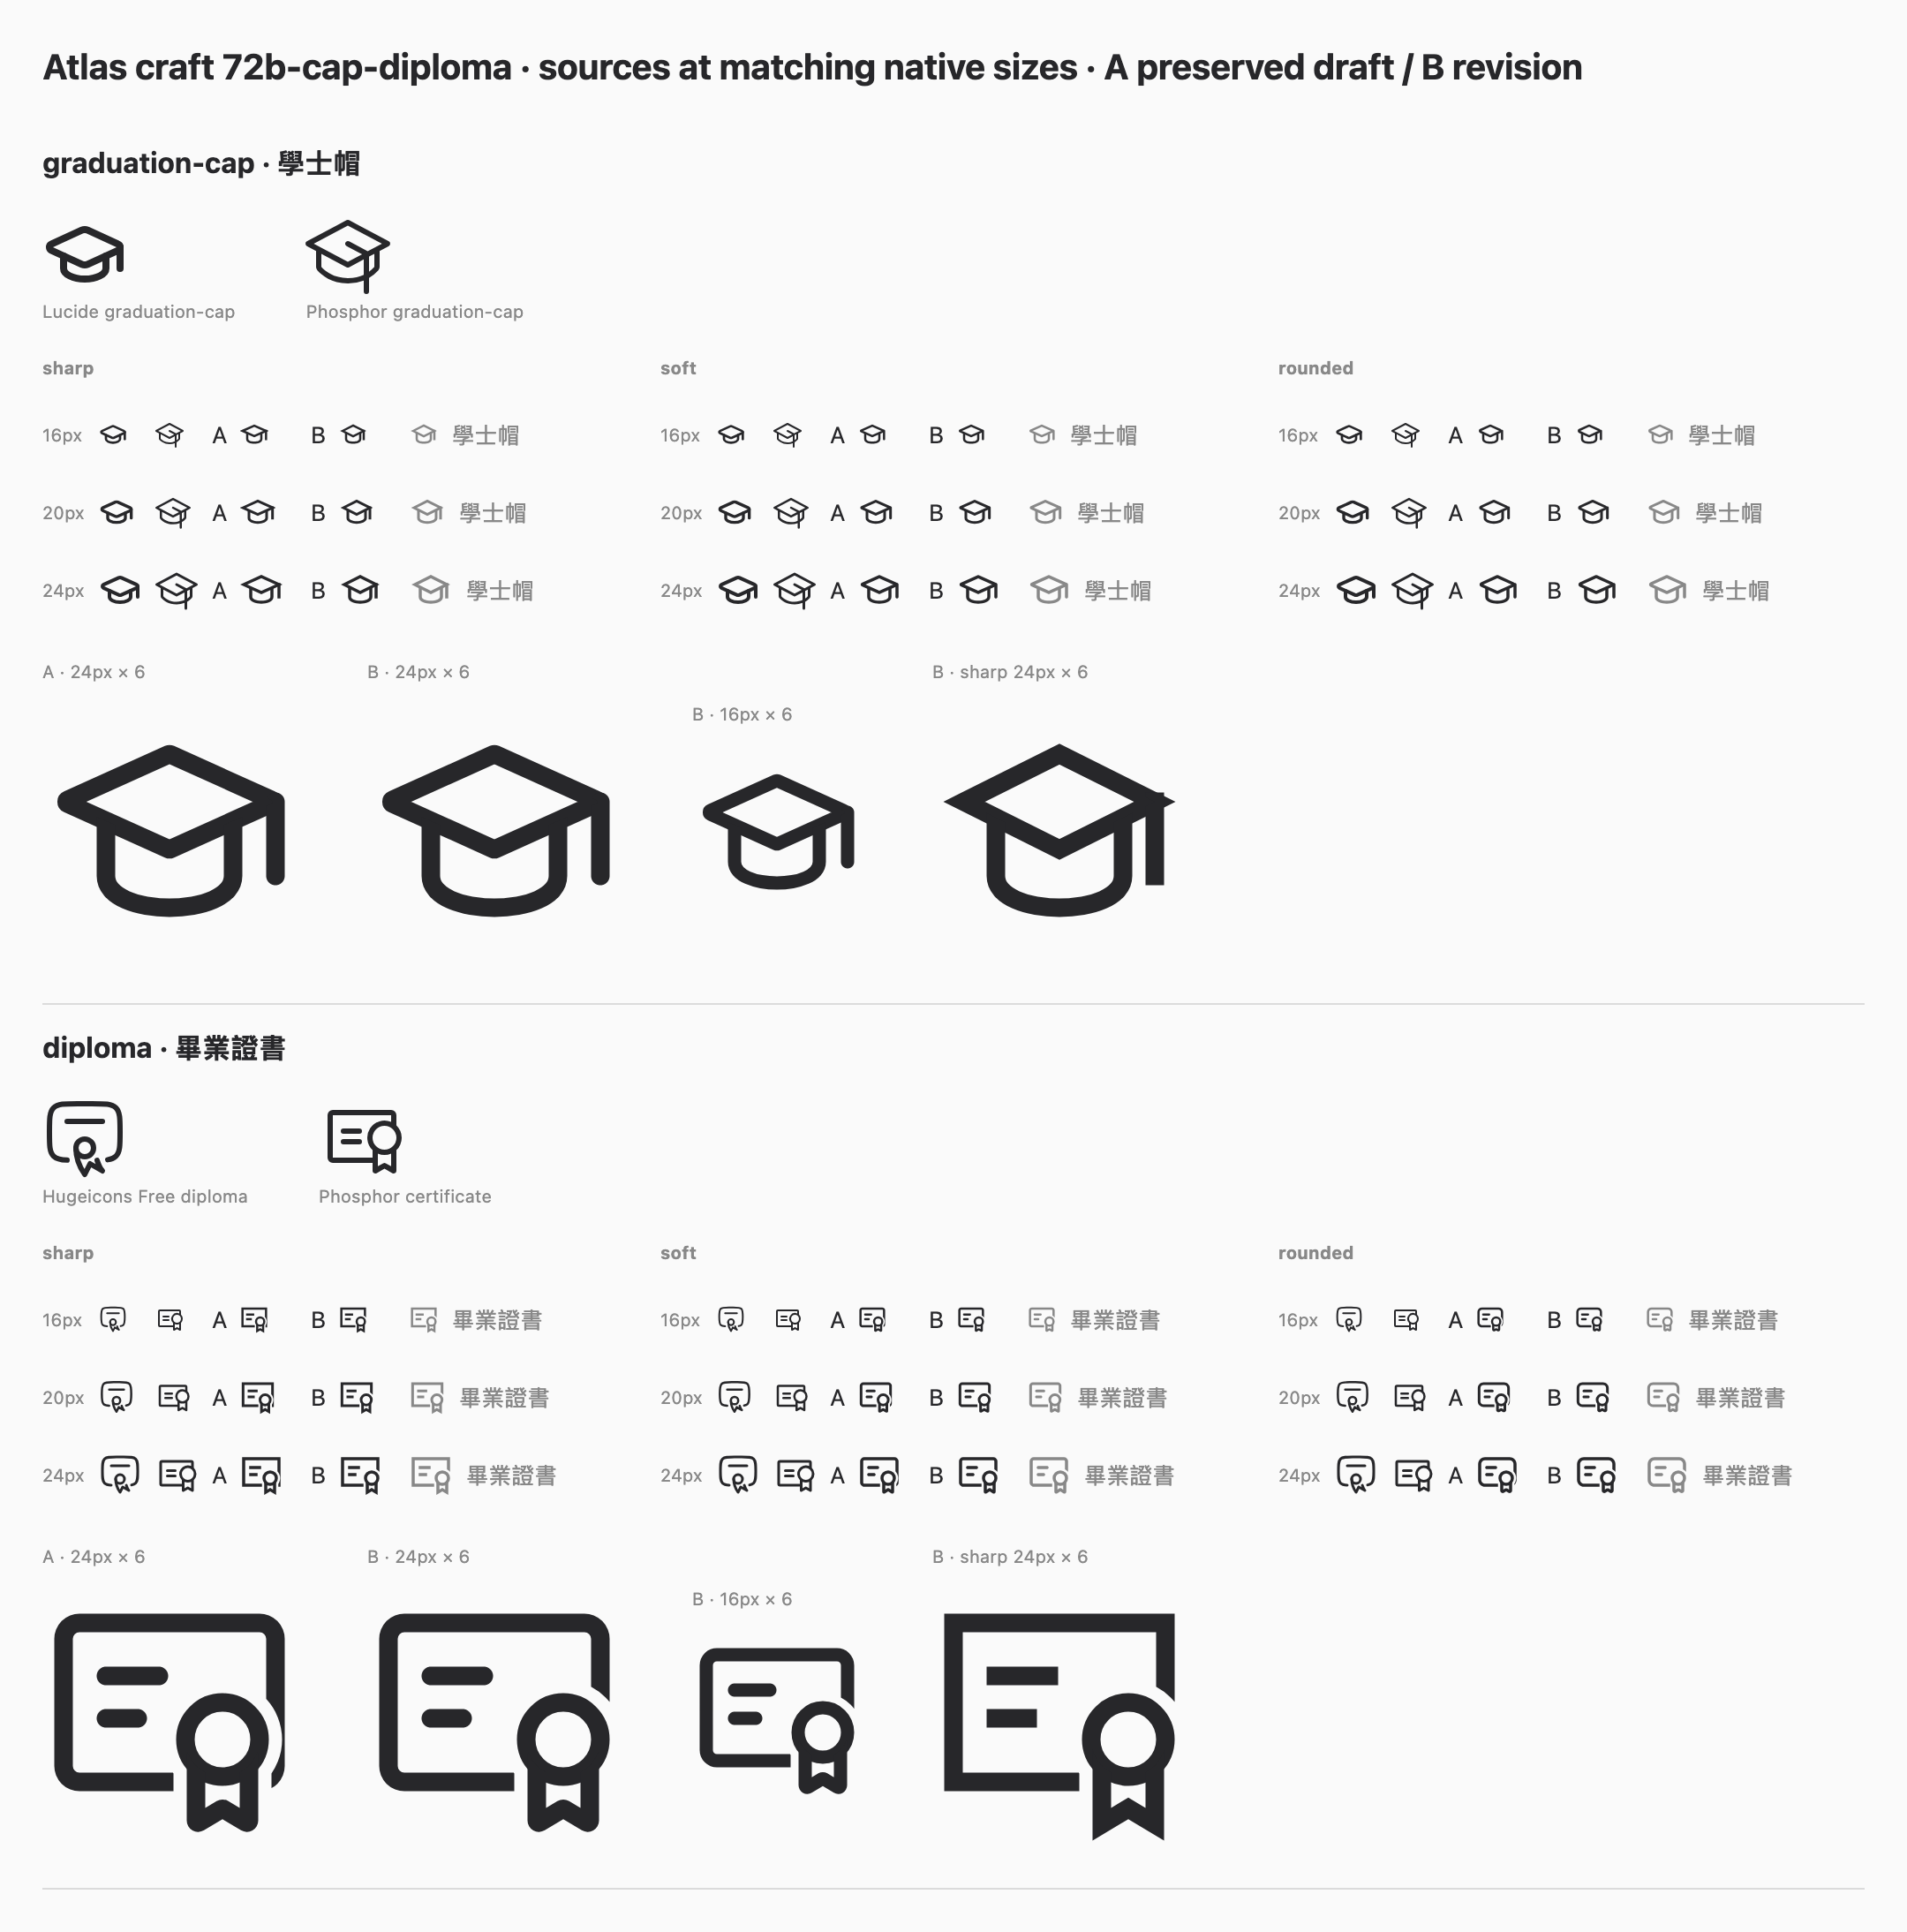 Atlas craft 72b-cap-diploma · sources at matching native sizes · A preserved draft / B revision
graduation-cap · 學士帽
Lucide graduation-cap
Phosphor graduation-cap
sharp
soft
rounded
16px A B 學士帽
16px A B 學士帽
16px A B 學士帽
20px A B 學士帽
20px A B 學士帽
20px A B 學士帽
24px A B 學士帽
24px A B 學士帽
24px A B 學士帽
A · 24px × 6
B · 24px × 6
B · 16px × 6
B · sharp 24px × 6
diploma · 畢業證書
Hugeicons Free diploma
Phosphor certificate
sharp
soft
rounded
16px A B 畢業證書
16px A B 畢業證書
16px A B 畢業證書
20px A B 畢業證書
20px A B 畢業證書
20px A B 畢業證書
24px A B 畢業證書
24px A B 畢業證書
24px A B 畢業證書
A · 24px × 6
B · 24px × 6
B · 16px × 6
B · sharp 24px × 6